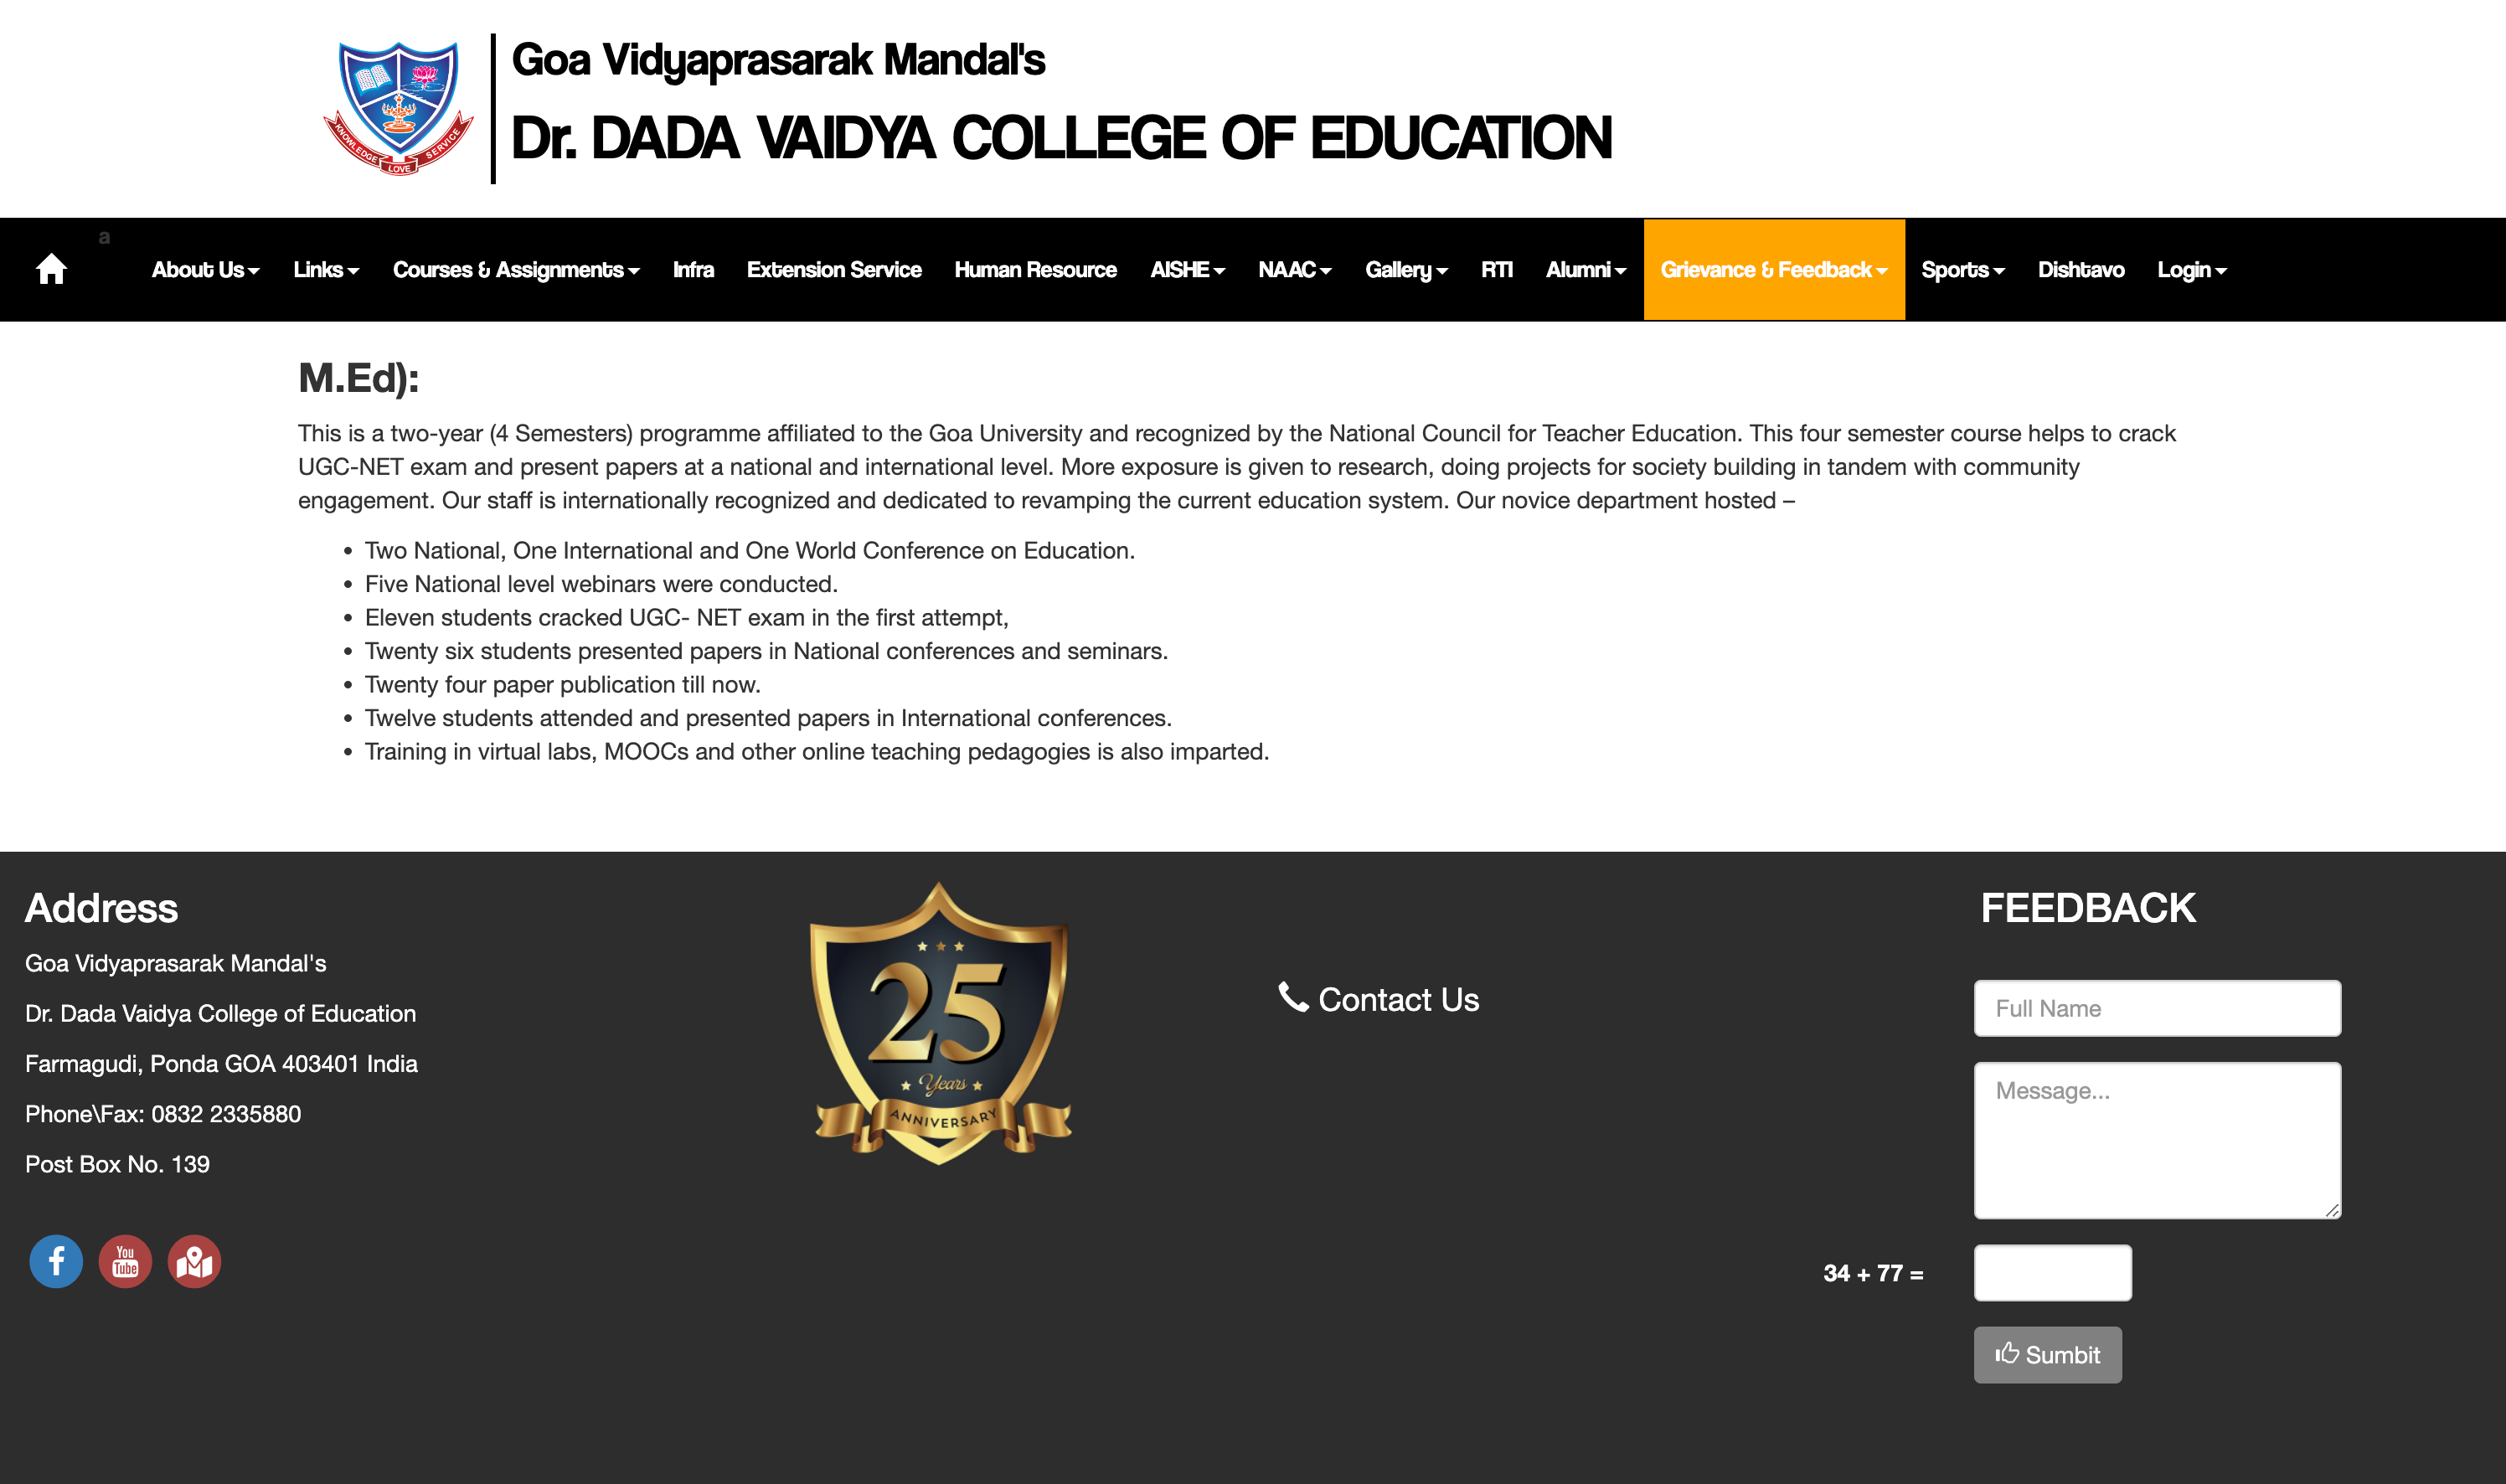 KNOWLEDGE LOVE SERVICE
Goa Vidyaprasarak Mandal's
Dr. DADA VAIDYA COLLEGE OF EDUCATION
a
About Us Links Courses & Assignments Infra Extension Service Human Resource AISHE NAAC Gallery RTI Alumni Grievance & Feedback Sports Dishtavo Login
M.Ed):
This is a two-year (4 Semesters) programme affiliated to the Goa University and recognized by the National Council for Teacher Education. This four semester course helps to crack
UGC-NET exam and present papers at a national and international level. More exposure is given to research, doing projects for society building in tandem with community
engagement. Our staff is internationally recognized and dedicated to revamping the current education system. Our novice department hosted –
• Two National, One International and One World Conference on Education.
• Five National level webinars were conducted.
• Eleven students cracked UGC- NET exam in the first attempt,
• Twenty six students presented papers in National conferences and seminars.
• Twenty four paper publication till now.
• Twelve students attended and presented papers in International conferences.
• Training in virtual labs, MOOCs and other online teaching pedagogies is also imparted.
Address
Goa Vidyaprasarak Mandal's
Dr. Dada Vaidya College of Education
Farmagudi, Ponda GOA 403401 India
Phone\Fax: 0832 2335880
Post Box No. 139
You
Tube
25
Years
ANNIVERSARY
Contact Us
FEEDBACK
Full Name
Message...
34 + 77 =
Sumbit